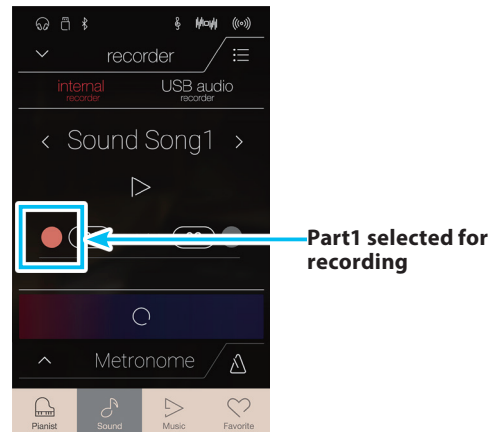 recorder
internal
recorder
USB audio
recorder
Sound Song1
Part1 selected for
recording
Metronome
Pianist Sound Music Favorite